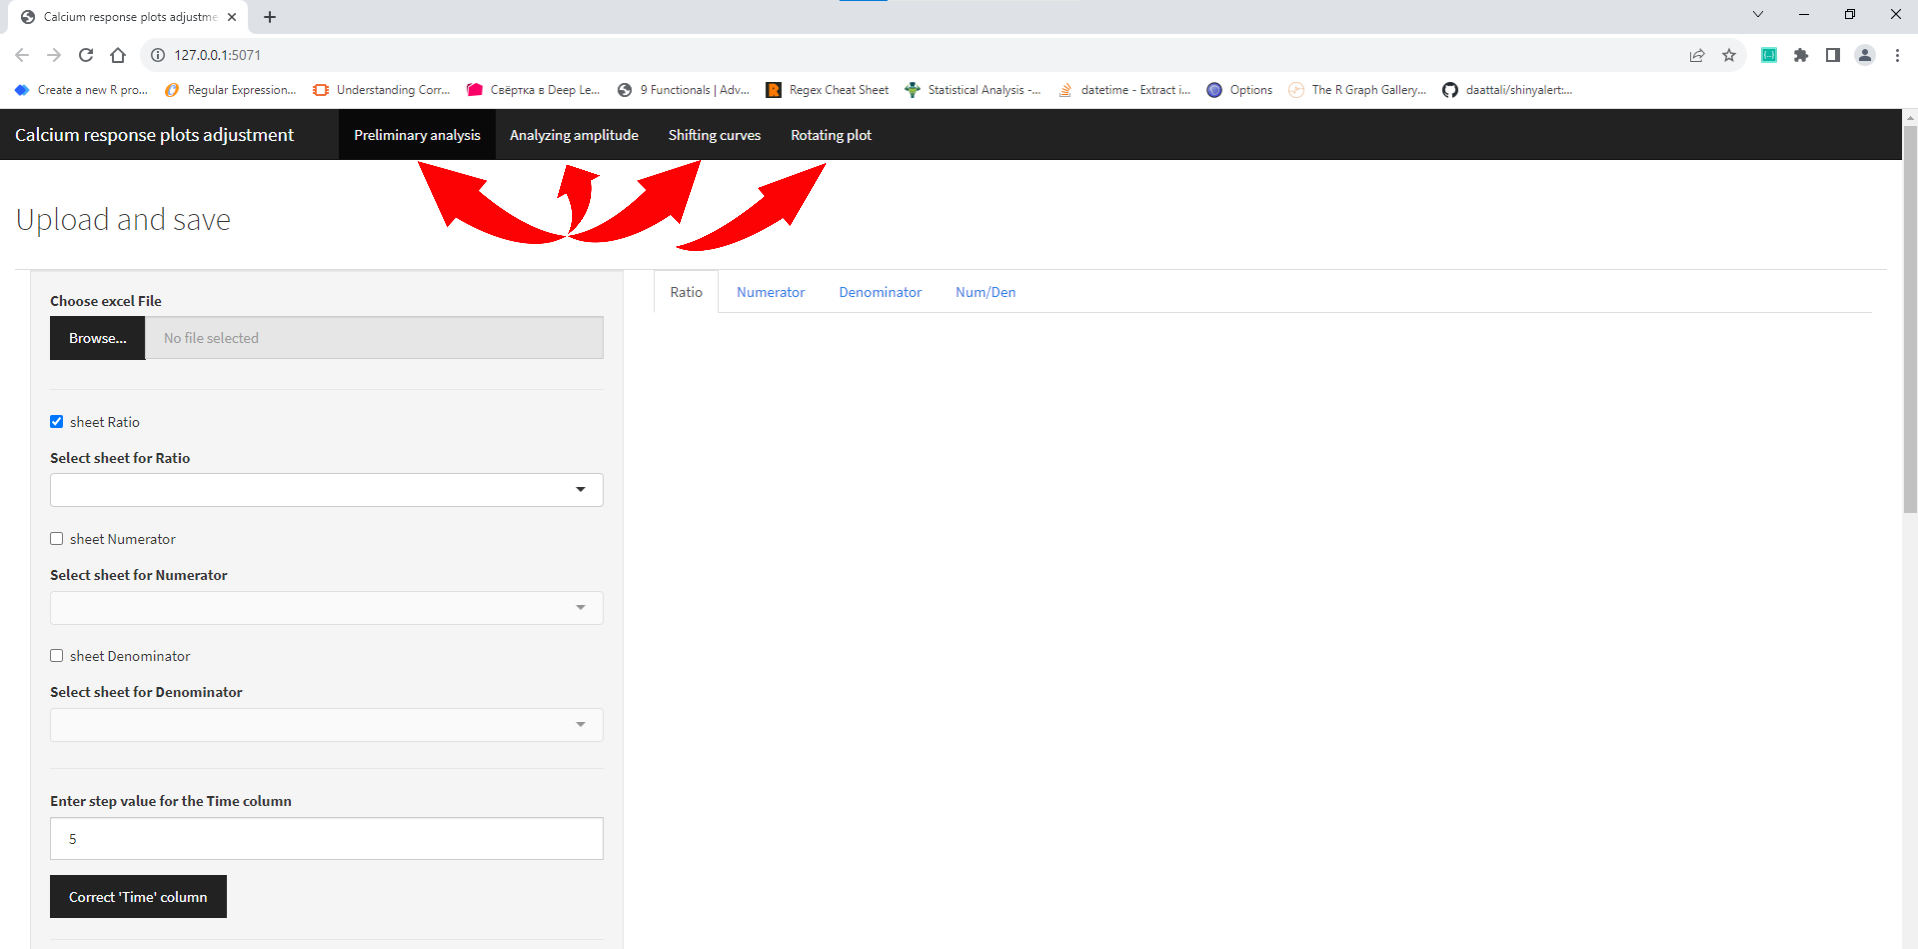 Calcium response plots adjustme
127.0.0.1:5071
Create a new R pro... Regular Expression... Understanding Corr... Свёртка в Deep Le... 9 Functionals | Adv... Regex Cheat Sheet Statistical Analysis -... datetime - Extract i... Options The R Graph Gallery... daattali/shinyalert:...
Calcium response plots adjustment Preliminary analysis Analyzing amplitude Shifting curves Rotating plot
Upload and save
Choose excel File
Browse... No file selected
sheet Ratio
Select sheet for Ratio
sheet Numerator
Select sheet for Numerator
sheet Denominator
Select sheet for Denominator
Enter step value for the Time column
5
Correct 'Time' column
Ratio Numerator Denominator Num/Den